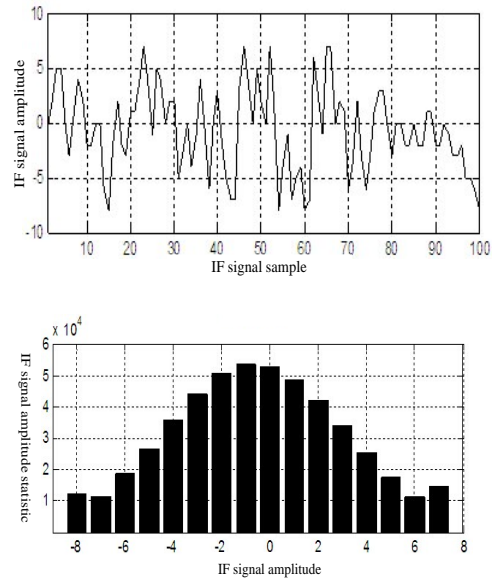 10
5
0
-5
-10
IF signal amplitude
10 20 30 40 50 60 70 80 90 100
IF signal sample
x 10^4
6
5
4
3
2
1
IF signal amplitude statistic
-8 -6 -4 -2 0 2 4 6 8
IF signal amplitude